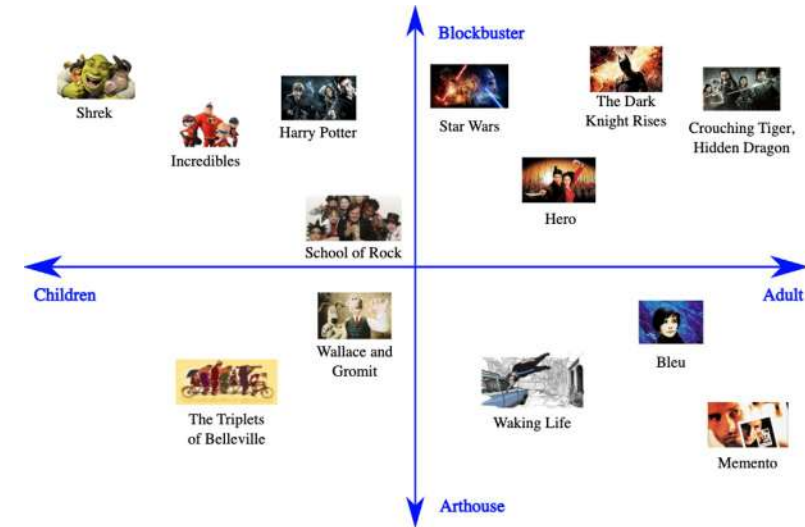 Blockbuster
Shrek
Incredibles
Harry Potter
Star Wars
The Dark
Knight Rises
Crouching Tiger,
Hidden Dragon
Hero
School of Rock
Children
Adult
Wallace and
Gromit
Bleu
The Triplets
of Belleville
Waking Life
Memento
Arthouse